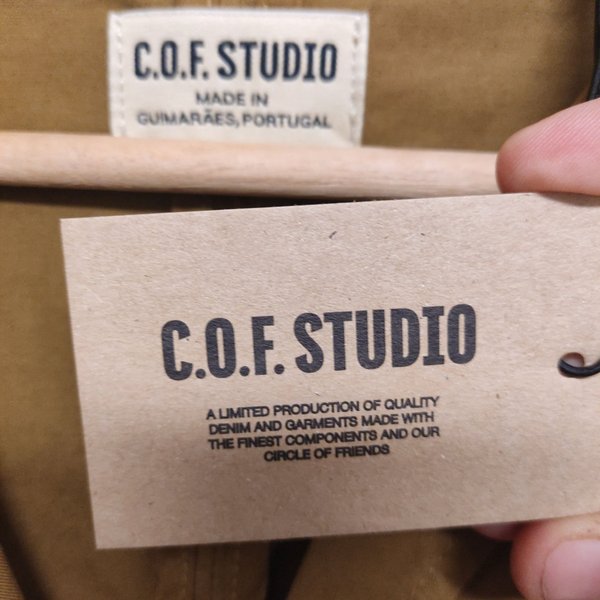 C.O.F. STUDIO
MADE IN
GUIMARÃES, PORTUGAL
C.O.F. STUDIO
A LIMITED PRODUCTION OF QUALITY
DENIM AND GARMENTS MADE WITH
THE FINEST COMPONENTS AND OUR
CIRCLE OF FRIENDS